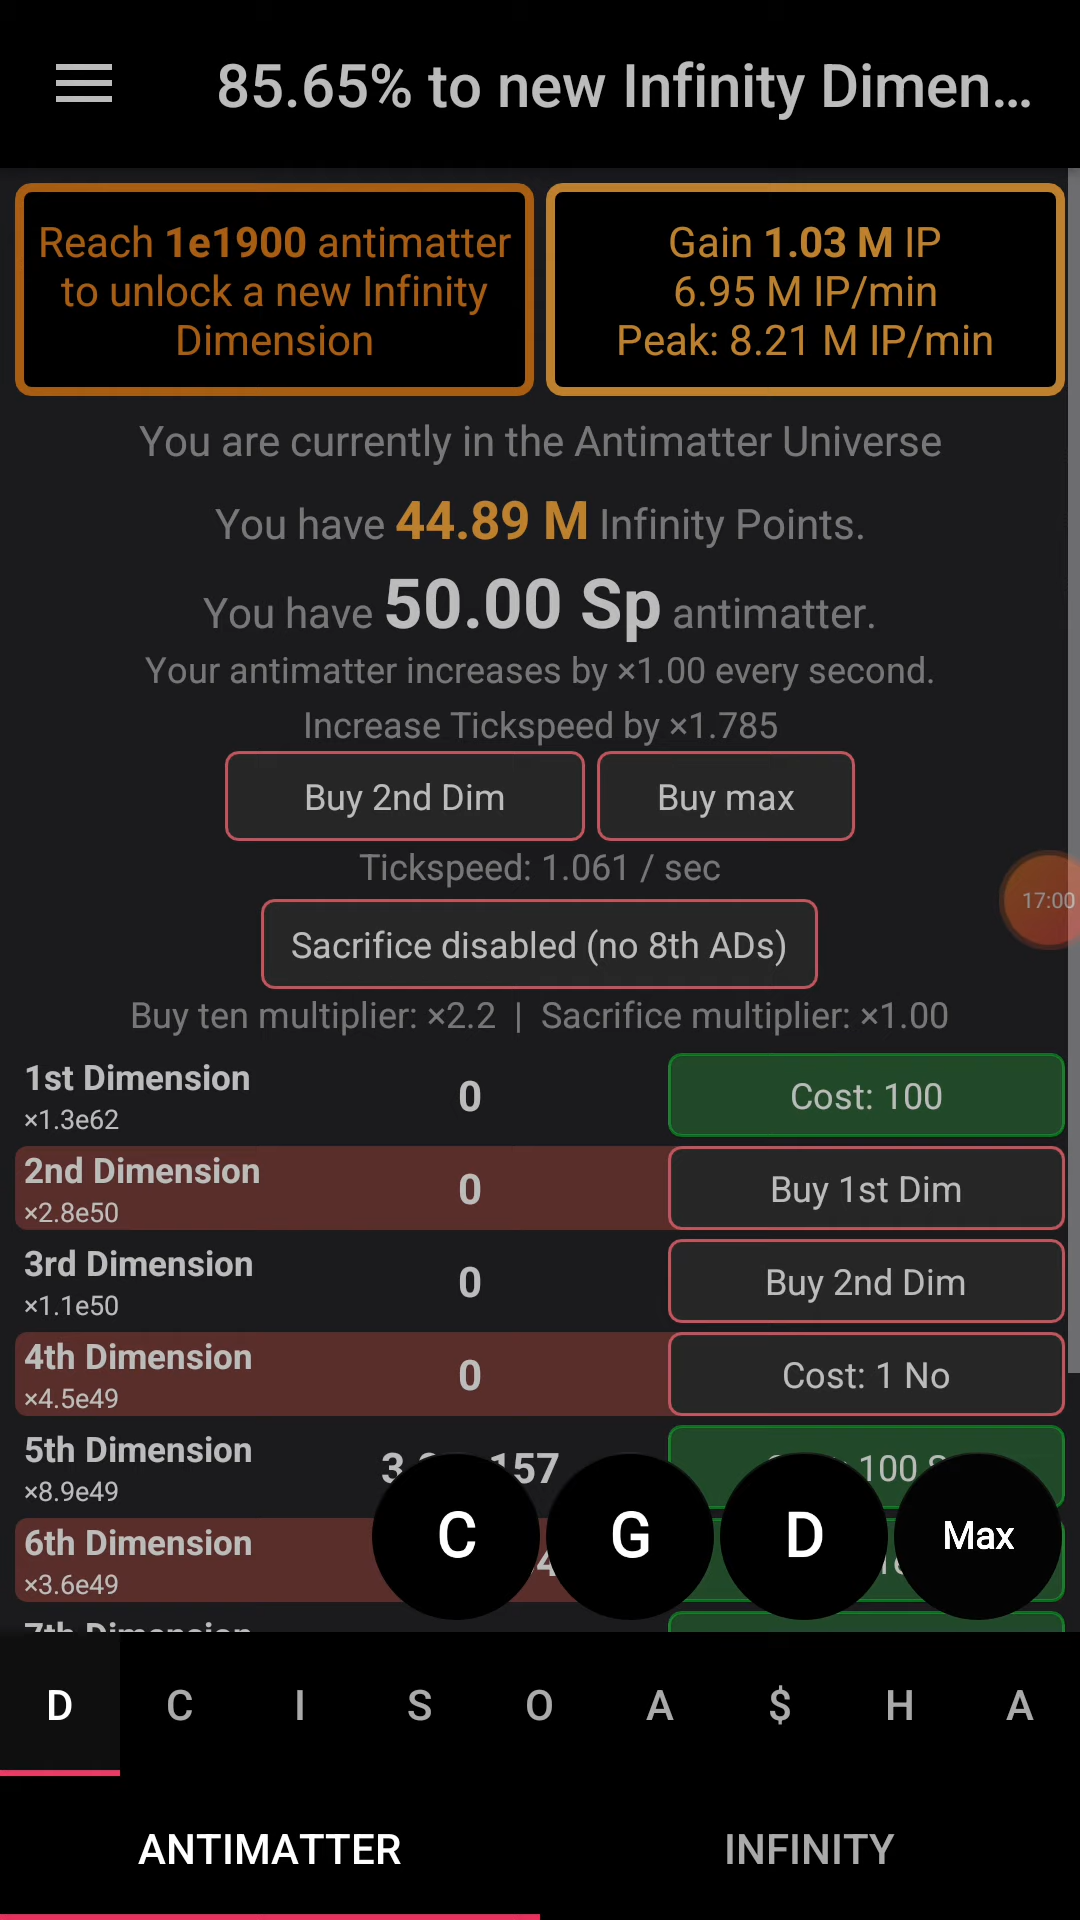 85.65% to new Infinity Dimen...
Reach 1e1900 antimatter
to unlock a new Infinity
Dimension
Gain 1.03 M IP
6.95 M IP/min
Peak: 8.21 M IP/min
You are currently in the Antimatter Universe
You have 44.89 M Infinity Points.
You have 50.00 Sp antimatter.
Your antimatter increases by ×1.00 every second.
Increase Tickspeed by ×1.785
Buy 2nd Dim
Buy max
Tickspeed: 1.061 / sec
17:00
Sacrifice disabled (no 8th ADs)
Buy ten multiplier: ×2.2 | Sacrifice multiplier: ×1.00
1st Dimension
×1.3e62
0
Cost: 100
2nd Dimension
×2.8e50
0
Buy 1st Dim
3rd Dimension
×1.1e50
0
Buy 2nd Dim
4th Dimension
×4.5e49
0
Cost: 1 No
5th Dimension
×8.9e49
100
6th Dimension
×3.6e49
C
G
D
Max
7th Dimension
D
C
I
S
O
A
$
H
A
ANTIMATTER
INFINITY